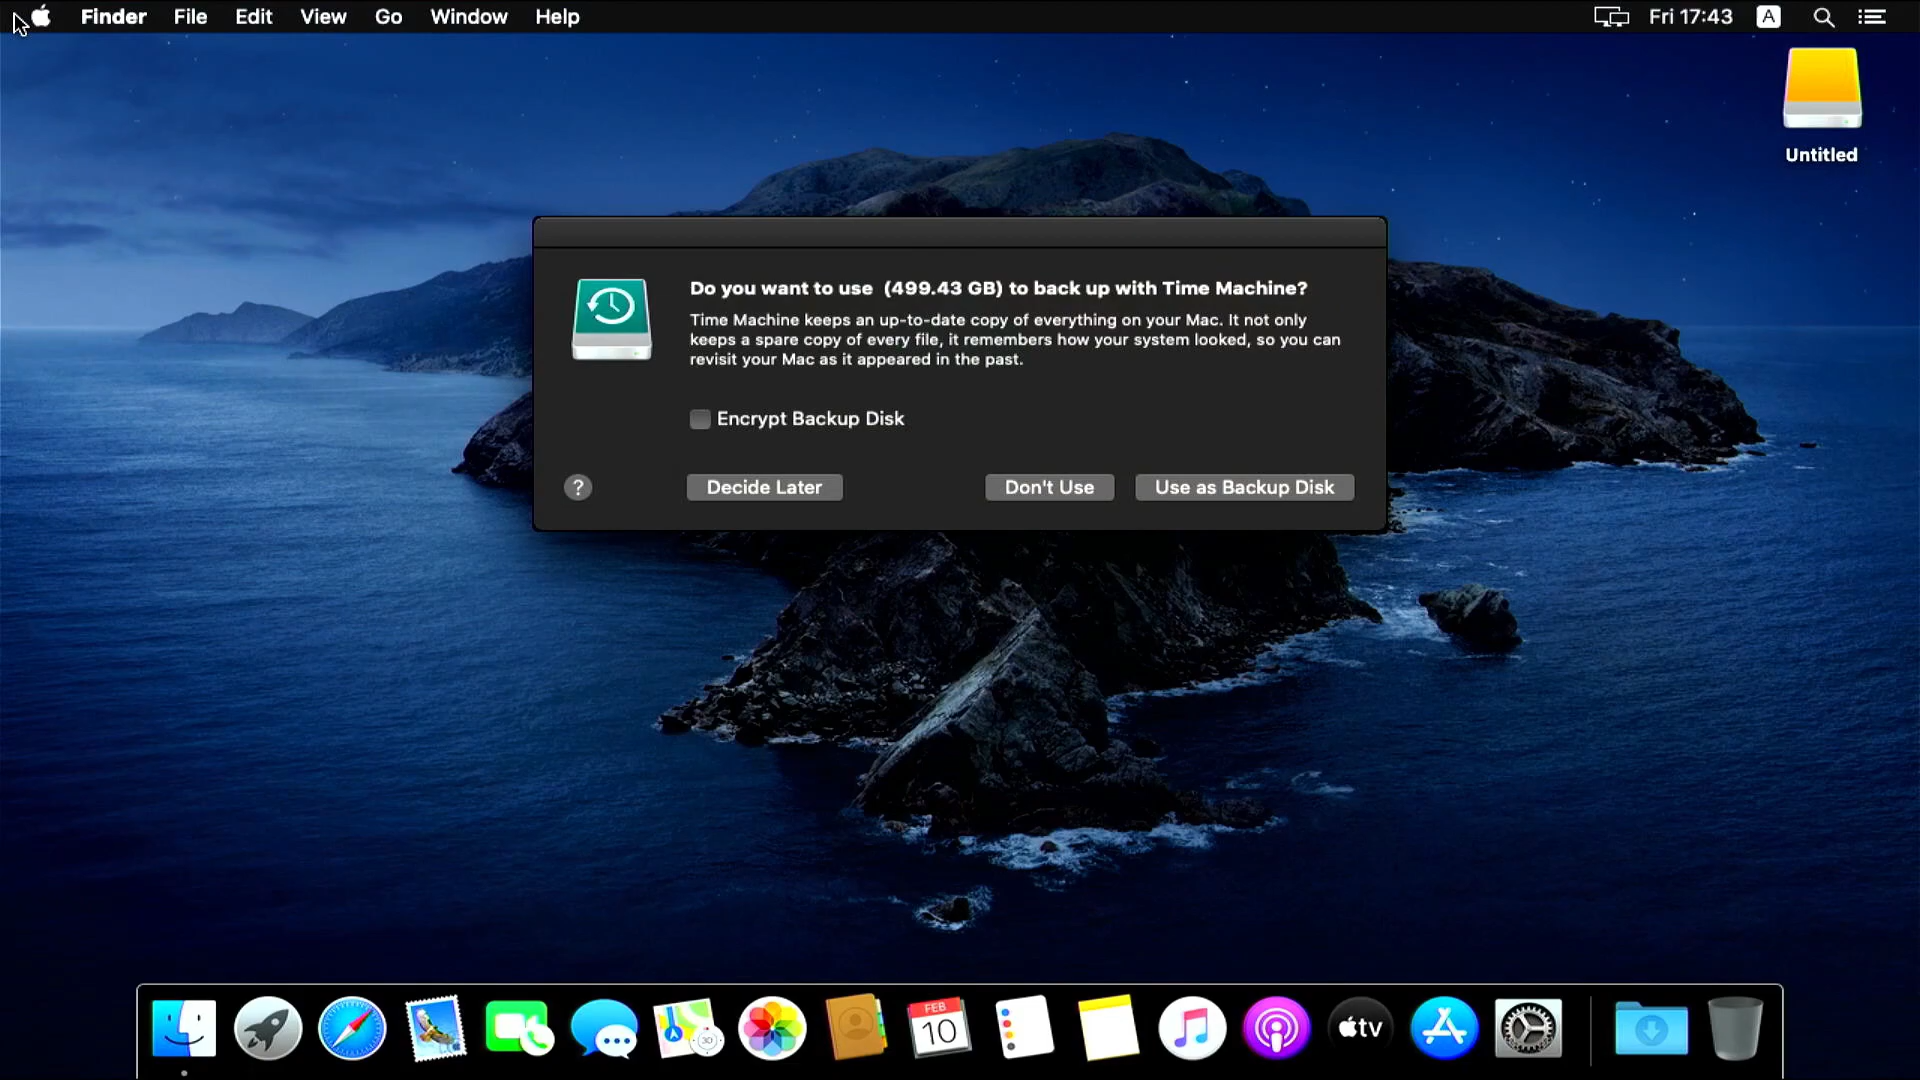 Finder File Edit View Go Window Help Fri 17:43 A
Untitled
Do you want to use (499.43 GB) to back up with Time Machine?
Time Machine keeps an up-to-date copy of everything on your Mac. It not only
keeps a spare copy of every file, it remembers how your system looked, so you can
revisit your Mac as it appeared in the past.
Encrypt Backup Disk
? Decide Later Don't Use Use as Backup Disk
FEB
10
3D
tv